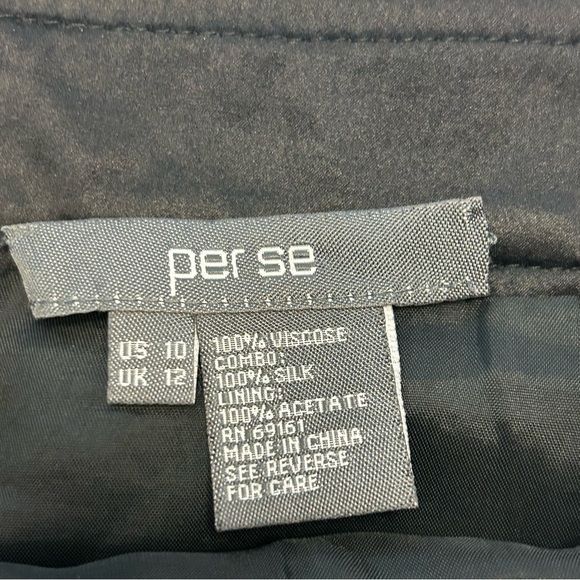 per se
US 10
UK 12
100% VISCOSE
COMBO:
100% SILK
LINING:
100% ACETATE
RN 69161
MADE IN CHINA
SEE REVERSE
FOR CARE